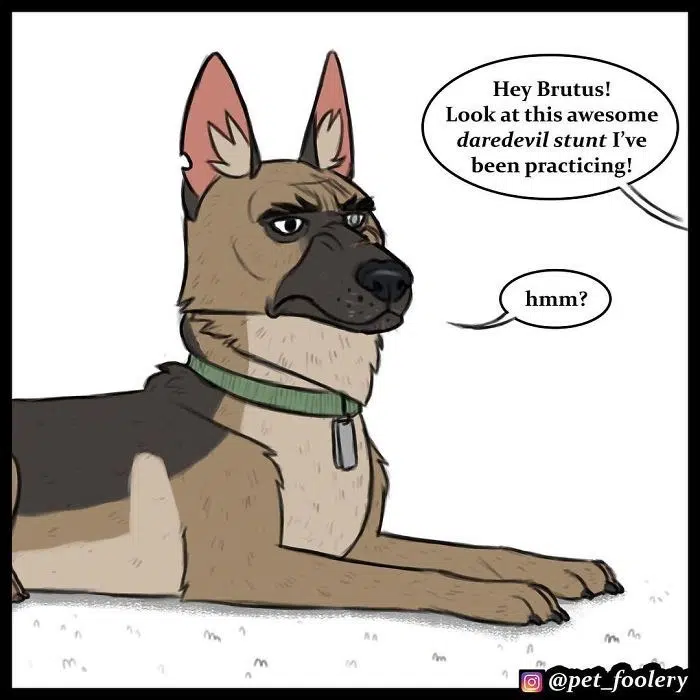 Hey Brutus!
Look at this awesome
daredevil stunt I've
been practicing!
hmm?
@pet_foolery